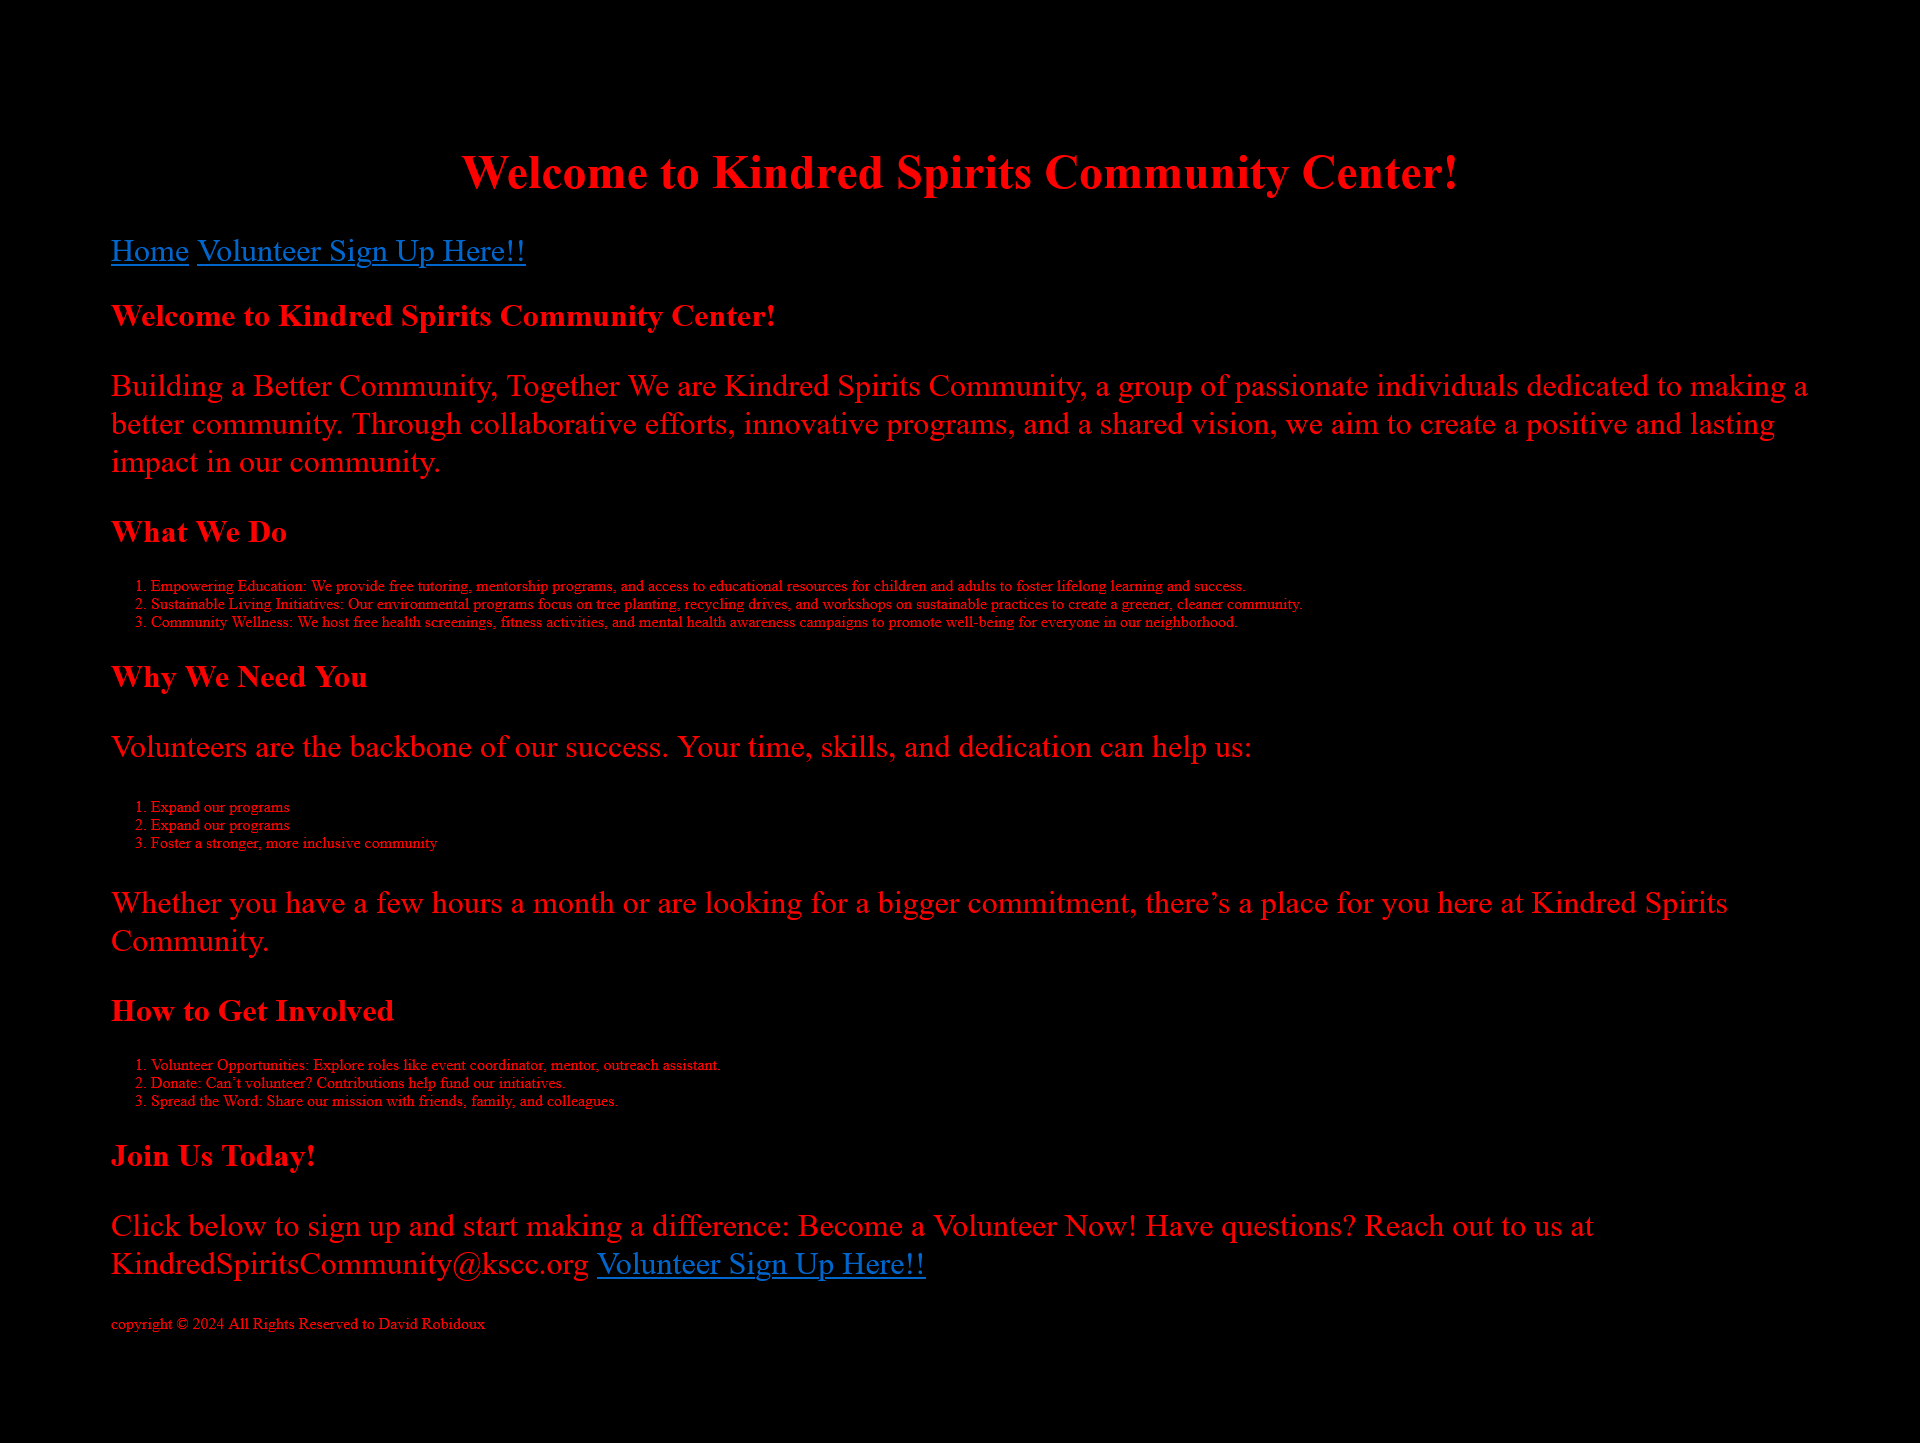 Welcome to Kindred Spirits Community Center!
Home Volunteer Sign Up Here!!
Welcome to Kindred Spirits Community Center!
Building a Better Community, Together We are Kindred Spirits Community, a group of passionate individuals dedicated to making a
better community. Through collaborative efforts, innovative programs, and a shared vision, we aim to create a positive and lasting
impact in our community.
What We Do
1. Empowering Education: We provide free tutoring, mentorship programs, and access to educational resources for children and adults to foster lifelong learning and success.
2. Sustainable Living Initiatives: Our environmental programs focus on tree planting, recycling drives, and workshops on sustainable practices to create a greener, cleaner community.
3. Community Wellness: We host free health screenings, fitness activities, and mental health awareness campaigns to promote well-being for everyone in our neighborhood.
Why We Need You
Volunteers are the backbone of our success. Your time, skills, and dedication can help us:
1. Expand our programs
2. Expand our programs
3. Foster a stronger, more inclusive community
Whether you have a few hours a month or are looking for a bigger commitment, there’s a place for you here at Kindred Spirits
Community.
How to Get Involved
1. Volunteer Opportunities: Explore roles like event coordinator, mentor, outreach assistant.
2. Donate: Can’t volunteer? Contributions help fund our initiatives.
3. Spread the Word: Share our mission with friends, family, and colleagues.
Join Us Today!
Click below to sign up and start making a difference: Become a Volunteer Now! Have questions? Reach out to us at
KindredSpiritsCommunity@kscc.org Volunteer Sign Up Here!!
copyright © 2024 All Rights Reserved to David Robidoux